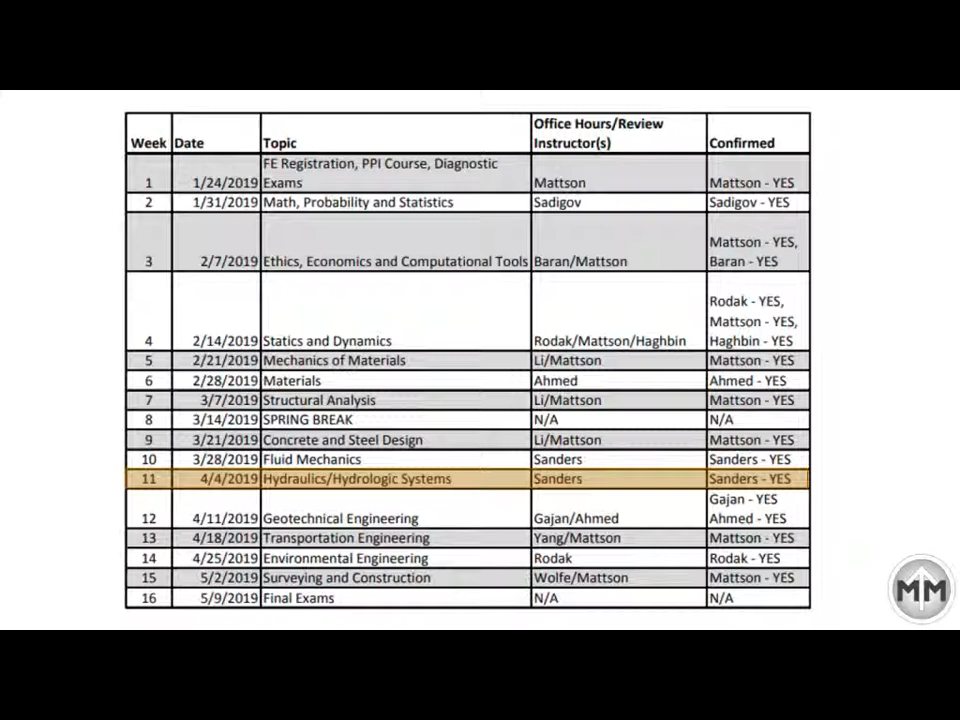 Week Date Topic Office Hours/Review Instructor(s) Confirmed
1 1/24/2019 FE Registration, PPI Course, Diagnostic Exams Mattson Mattson - YES
2 1/31/2019 Math, Probability and Statistics Sadigov Sadigov - YES
3 2/7/2019 Ethics, Economics and Computational Tools Baran/Mattson Mattson - YES, Baran - YES
4 2/14/2019 Statics and Dynamics Rodak/Mattson/Haghbin Rodak - YES, Mattson - YES, Haghbin - YES
5 2/21/2019 Mechanics of Materials Li/Mattson Mattson - YES
6 2/28/2019 Materials Ahmed Ahmed - YES
7 3/7/2019 Structural Analysis Li/Mattson Mattson - YES
8 3/14/2019 SPRING BREAK N/A N/A
9 3/21/2019 Concrete and Steel Design Li/Mattson Mattson - YES
10 3/28/2019 Fluid Mechanics Sanders Sanders - YES
11 4/4/2019 Hydraulics/Hydrologic Systems Sanders Sanders - YES
12 4/11/2019 Geotechnical Engineering Gajan/Ahmed Gajan - YES Ahmed - YES
13 4/18/2019 Transportation Engineering Yang/Mattson Mattson - YES
14 4/25/2019 Environmental Engineering Rodak Rodak - YES
15 5/2/2019 Surveying and Construction Wolfe/Mattson Mattson - YES
16 5/9/2019 Final Exams N/A N/A
MM